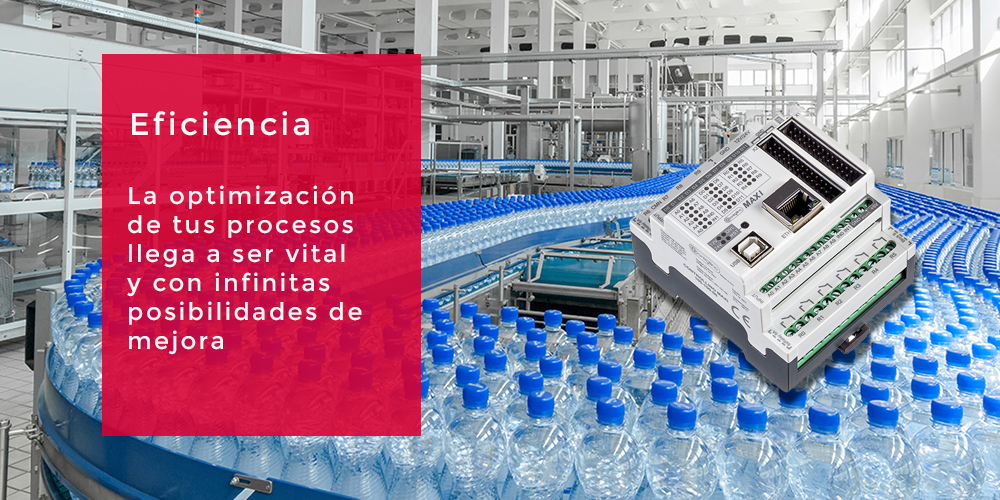 Eficiencia
La optimización
de tus procesos
llega a ser vital
y con infinitas
posibilidades de
mejora
MAXI